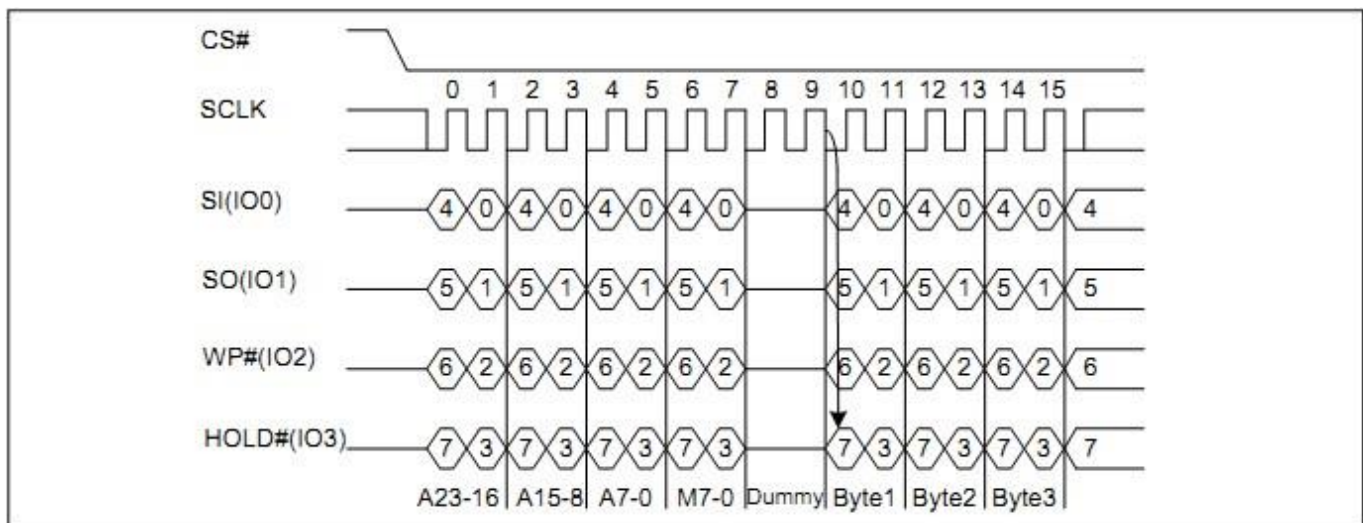 CS#
0 1 2 3 4 5 6 7 8 9 10 11 12 13 14 15
SCLK
SI(IO0) 4 0 4 0 4 0 4 0 4 0 4 0 4 0 4
SO(IO1) 5 1 5 1 5 1 5 1 5 1 5 1 5 1 5
WP#(IO2) 6 2 6 2 6 2 6 2 6 2 6 2 6 2 6
HOLD#(IO3) 7 3 7 3 7 3 7 3 7 3 7 3 7 3 7
A23-16 A15-8 A7-0 M7-0 Dummy Byte1 Byte2 Byte3